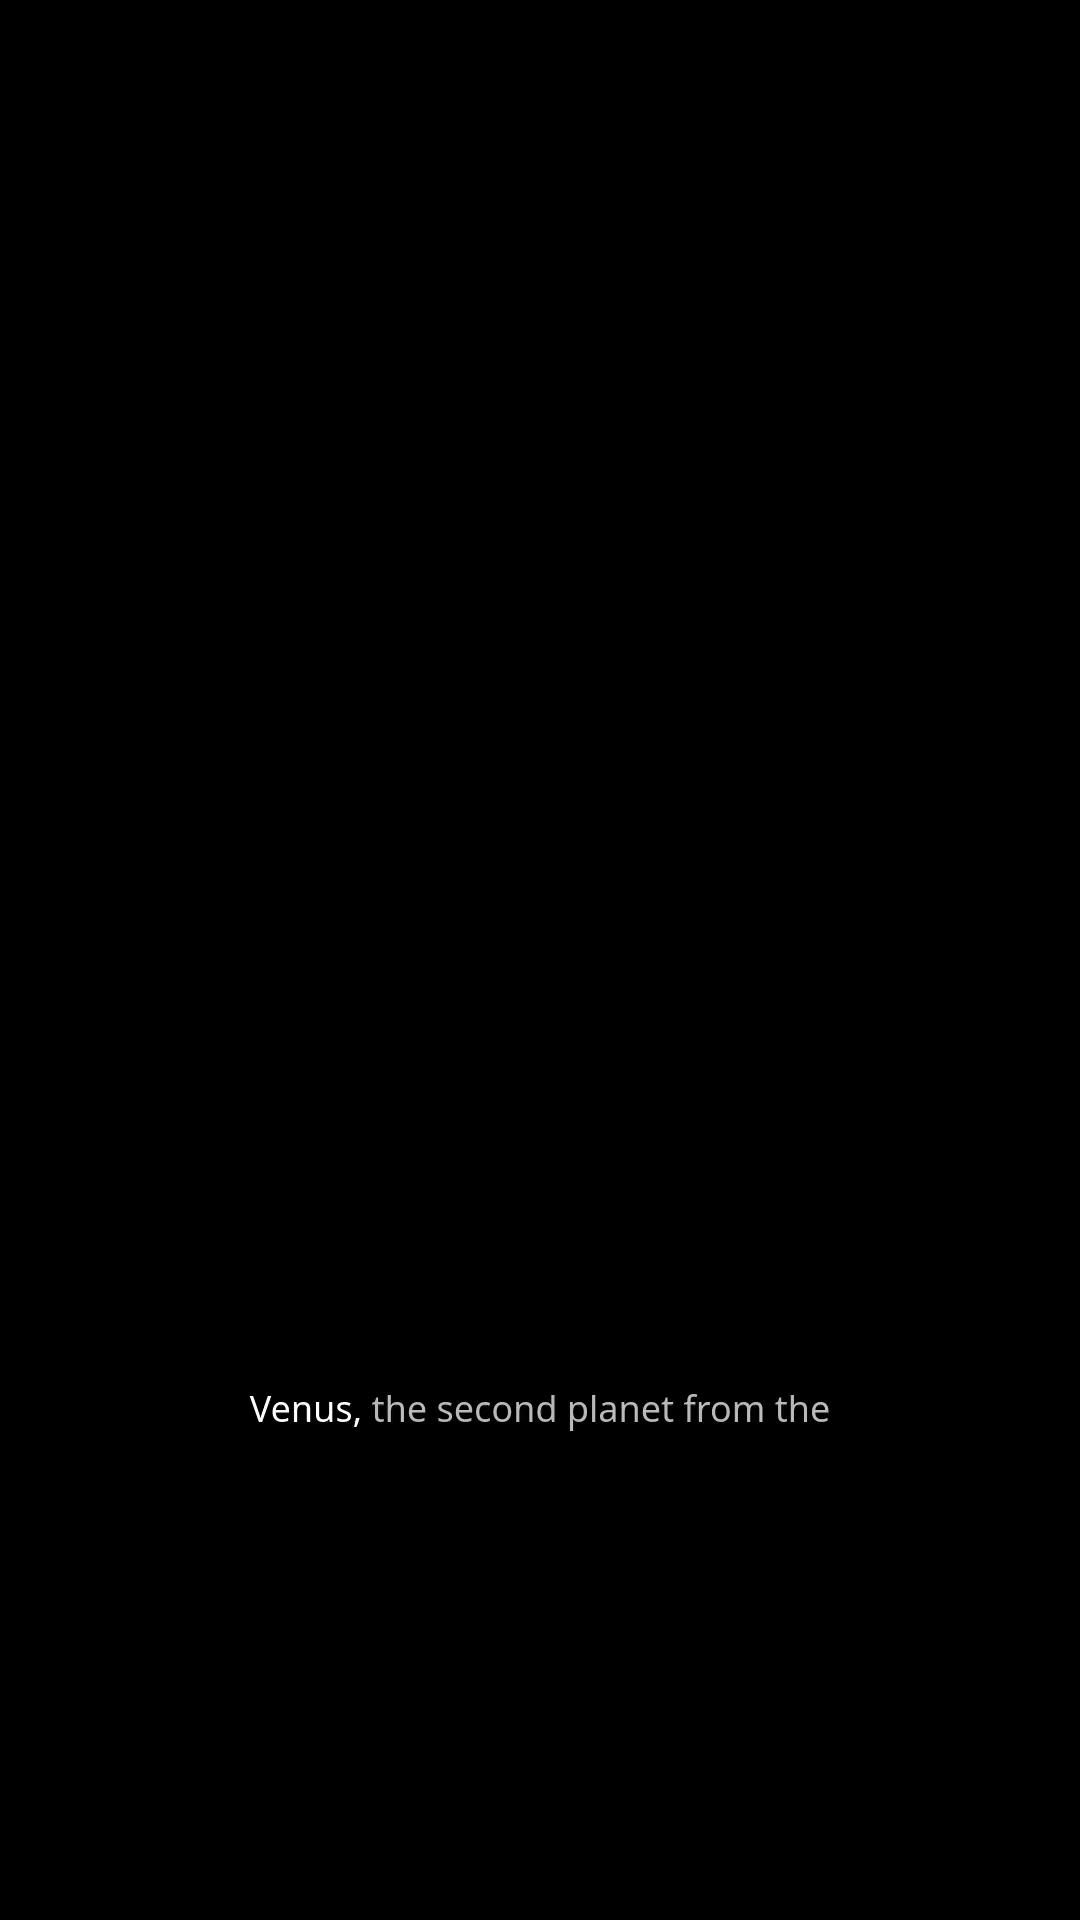 Venus, the second planet from the